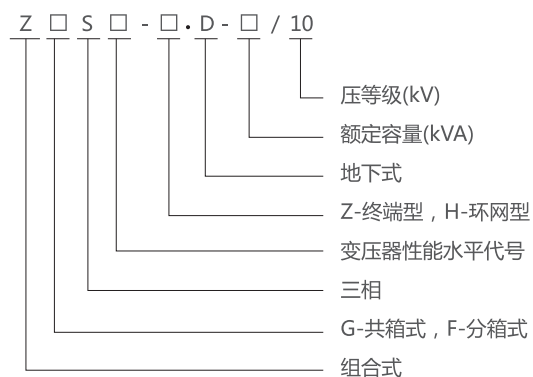 Z□S□-□.D-□/10
压等级(kV)
额定容量(kVA)
地下式
Z-终端型，H-环网型
变压器性能水平代号
三相
G-共箱式，F-分箱式
组合式